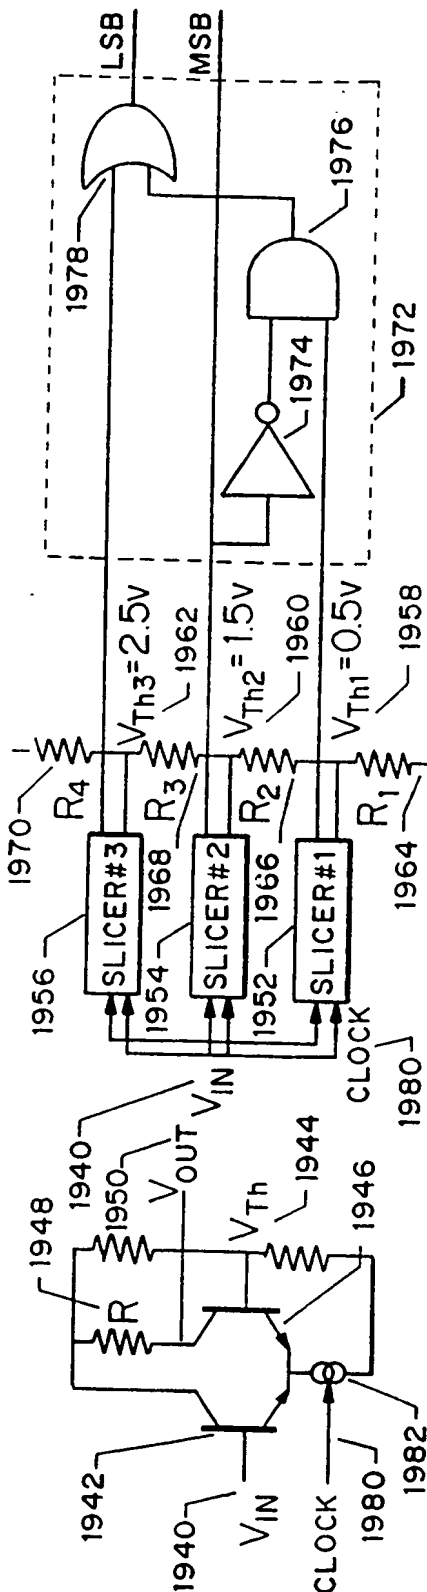 LSB
MSB
1978
1976
1974
1972
1970
R4
VTh3=2.5v
1962
R3
1968
VTh2=1.5v
1960
R2
1966
VTh1=0.5v
1958
R1
1964
1956
SLICER#3
1954
SLICER#2
1952
SLICER#1
CLOCK
1980
1940
VIN
1948
R
1950
VOUT
VTh
1944
1946
1942
1940
VIN
CLOCK
1980
1982